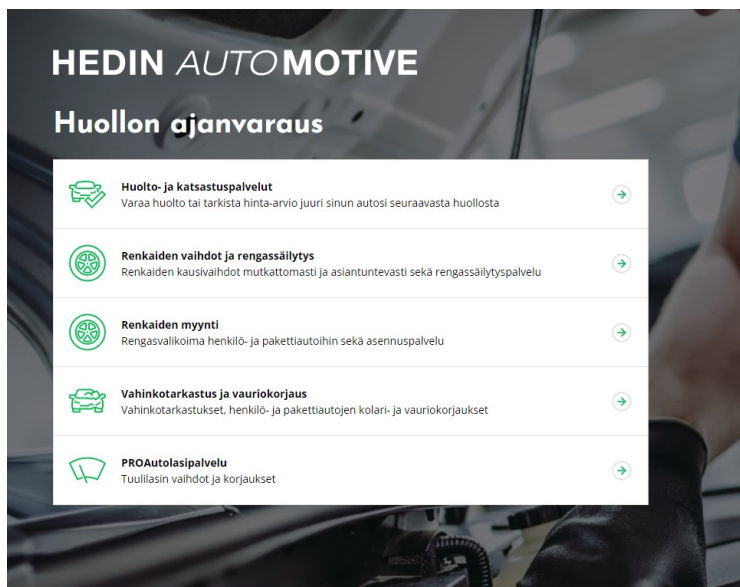 HEDIN AUTOMOTIVE
Huollon ajanvaraus
Huolto- ja katsastuspalvelut
Varaa huolto tai tarkista hinta-arvio juuri sinun autosi seuraavasta huollosta
Renkaiden vaihdot ja rengassäilytys
Renkaiden kausivaihdot mutkattomasti ja asiantuntevasti sekä rengassäilytyspalvelu
Renkaiden myynti
Rengasvalikoima henkilö- ja pakettiautoihin sekä asennuspalvelu
Vahinkotarkastus ja vauriokorjaus
Vahinkotarkastukset, henkilö- ja pakettiautojen kolari- ja vauriokorjaukset
PROAutolasipalvelu
Tuulilasin vaihdot ja korjaukset